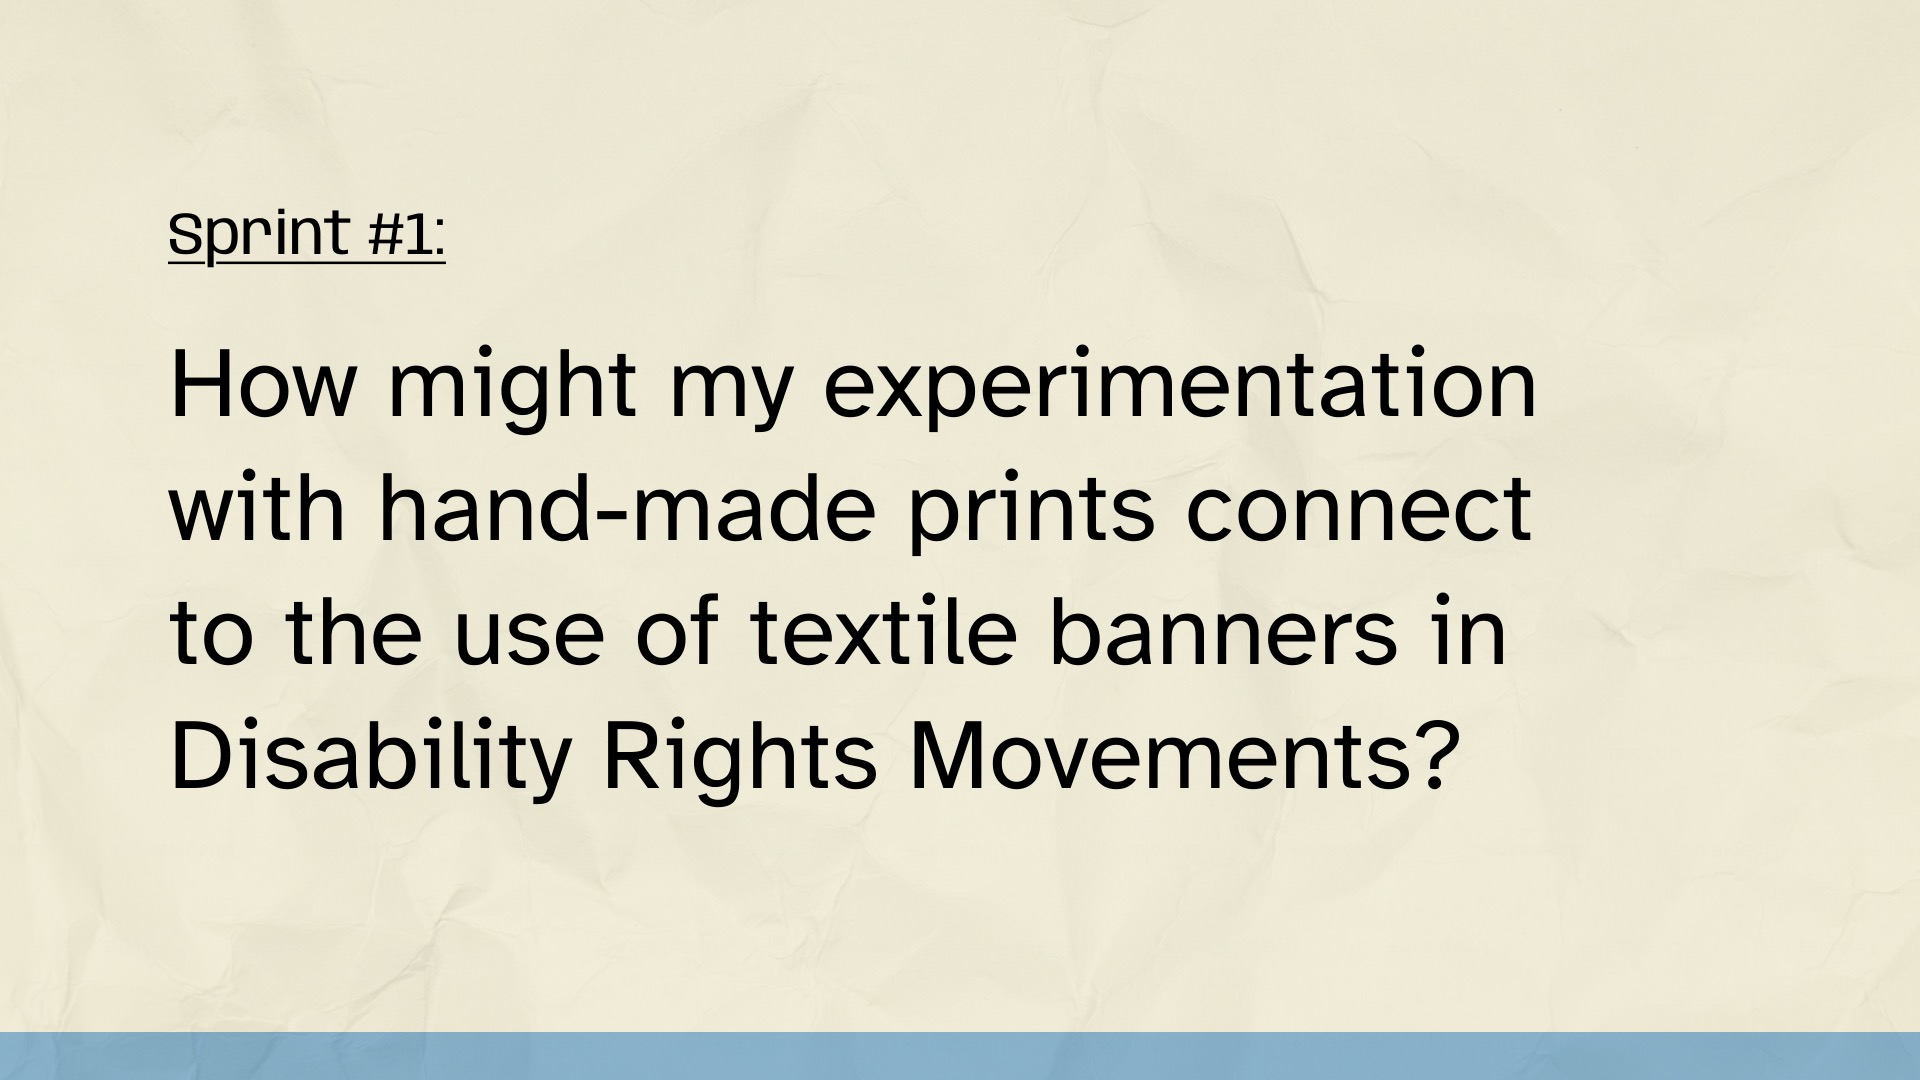 Sprint #1:
How might my experimentation
with hand-made prints connect
to the use of textile banners in
Disability Rights Movements?